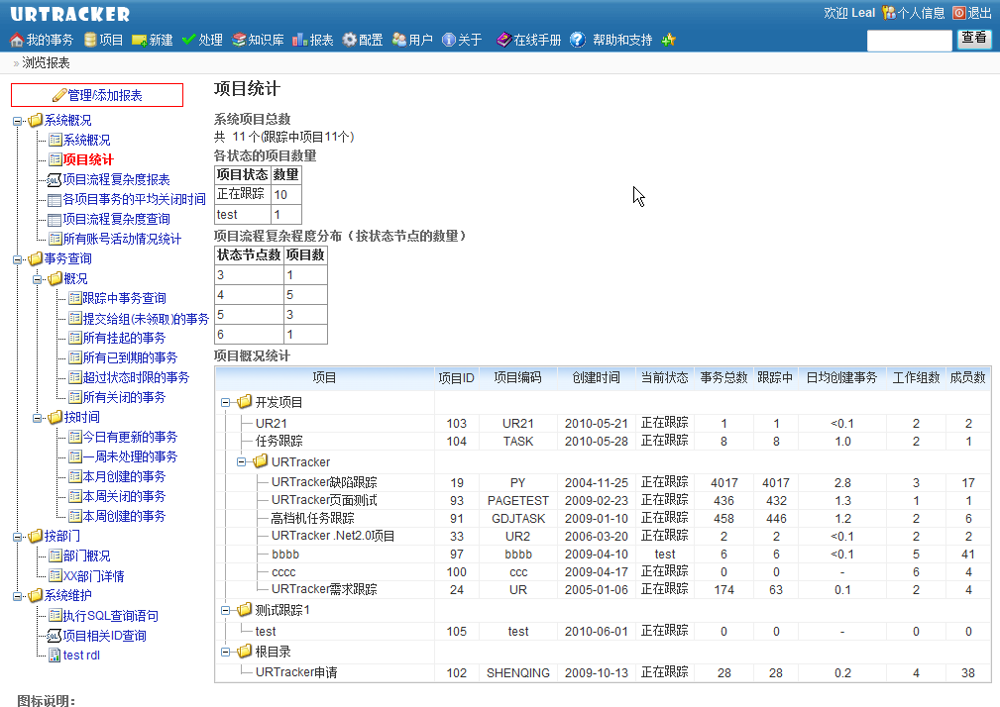 URTRACKER
欢迎 Leal 个人信息 退出
我的事务 项目 新建 处理 知识库 报表 配置 用户 关于 在线手册 帮助和支持 查看
» 浏览报表
管理/添加报表
系统概况
系统概况
项目统计
项目流程复杂度报表
各项目事务的平均关闭时间
项目流程复杂度查询
所有账号活动情况统计
事务查询
概况
跟踪中事务查询
提交给组(未领取)的事务
所有挂起的事务
所有已到期的事务
超过状态时限的事务
所有关闭的事务
按时间
今日有更新的事务
一周未处理的事务
本月创建的事务
本周关闭的事务
本周创建的事务
按部门
部门概况
XX部门详情
系统维护
执行SQL查询语句
项目相关ID查询
test rdl
图标说明:
项目统计
系统项目总数
共 11个(跟踪中项目11个)
各状态的项目数量
项目状态 数量
正在跟踪 10
test 1
项目流程复杂程度分布（按状态节点的数量）
状态节点数 项目数
3 1
4 5
5 3
6 1
项目概况统计
项目 项目ID 项目编码 创建时间 当前状态 事务总数 跟踪中 日均创建事务 工作组数 成员数
开发项目
UR21 103 UR21 2010-05-21 正在跟踪 1 1 <0.1 2 2
任务跟踪 104 TASK 2010-05-28 正在跟踪 8 8 1.0 2 1
URTracker
URTracker缺陷跟踪 19 PY 2004-11-25 正在跟踪 4017 4017 2.8 3 17
URTracker页面测试 93 PAGETEST 2009-02-23 正在跟踪 436 432 1.3 1 1
高档机任务跟踪 91 GDJTASK 2009-01-10 正在跟踪 458 446 1.2 2 6
URTracker .Net2.0项目 33 UR2 2006-03-20 正在跟踪 2 2 <0.1 2 2
bbbb 97 bbbb 2009-04-10 test 6 6 <0.1 5 41
cccc 100 ccc 2009-04-17 正在跟踪 0 0 - 6 4
URTracker需求跟踪 24 UR 2005-01-06 正在跟踪 174 63 0.1 2 4
测试跟踪1
test 105 test 2010-06-01 正在跟踪 0 0 - 0 0
根目录
URTracker申请 102 SHENQING 2009-10-13 正在跟踪 28 28 0.2 4 38